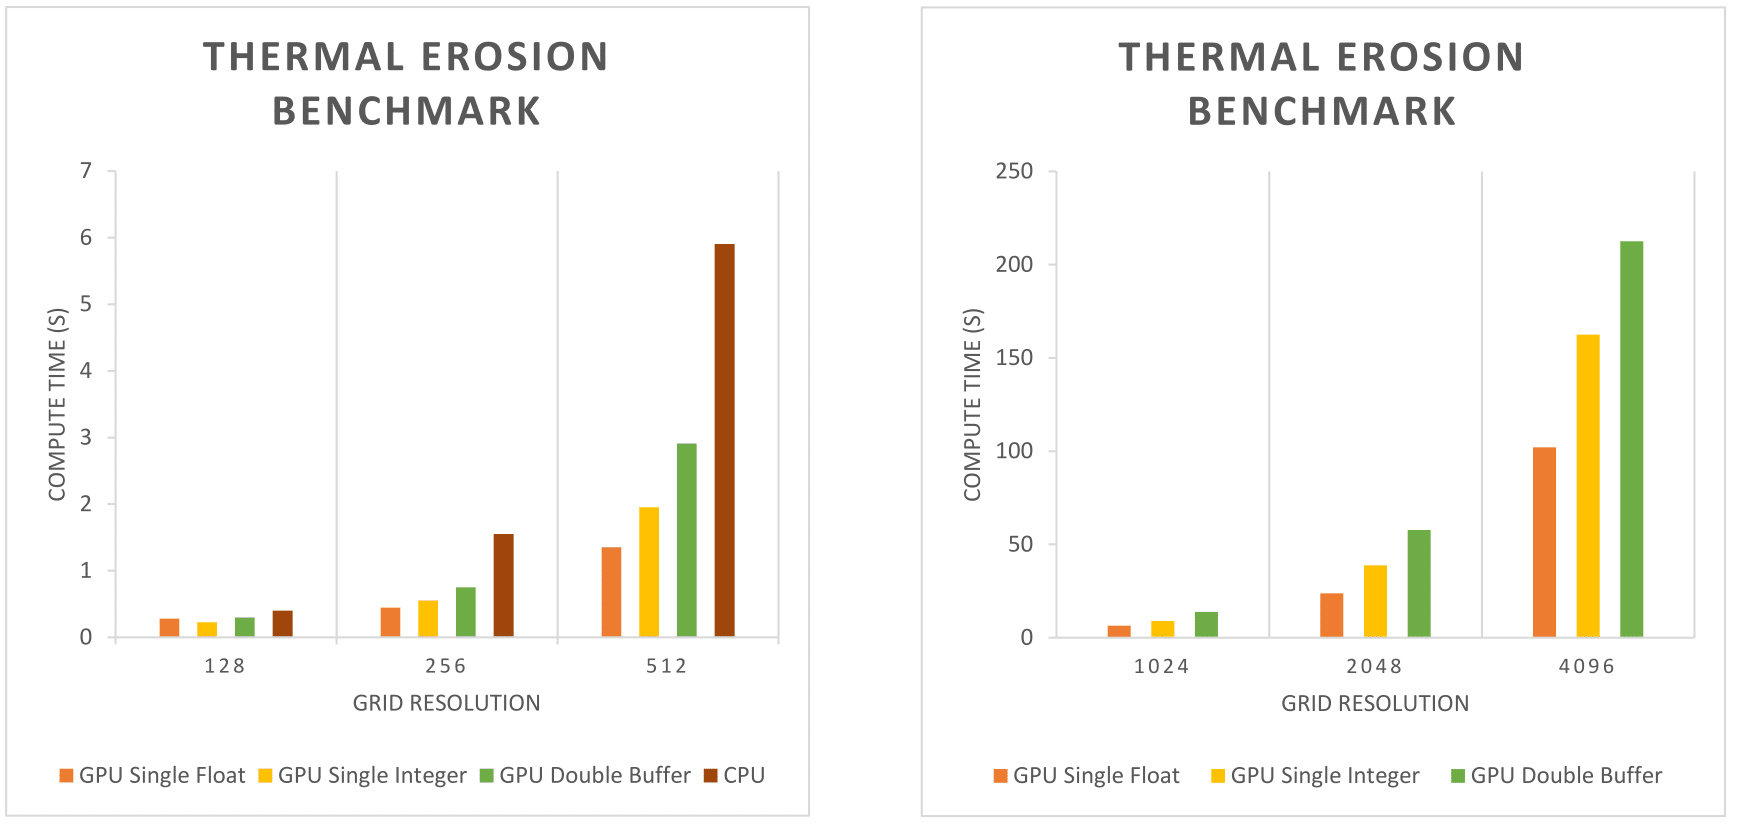 THERMAL EROSION
BENCHMARK
7
6
5
4
3
2
1
0
COMPUTE TIME (S)
128 256 512
GRID RESOLUTION
GPU Single Float GPU Single Integer GPU Double Buffer CPU
THERMAL EROSION
BENCHMARK
250
200
150
100
50
0
COMPUTE TIME (S)
1024 2048 4096
GRID RESOLUTION
GPU Single Float GPU Single Integer GPU Double Buffer